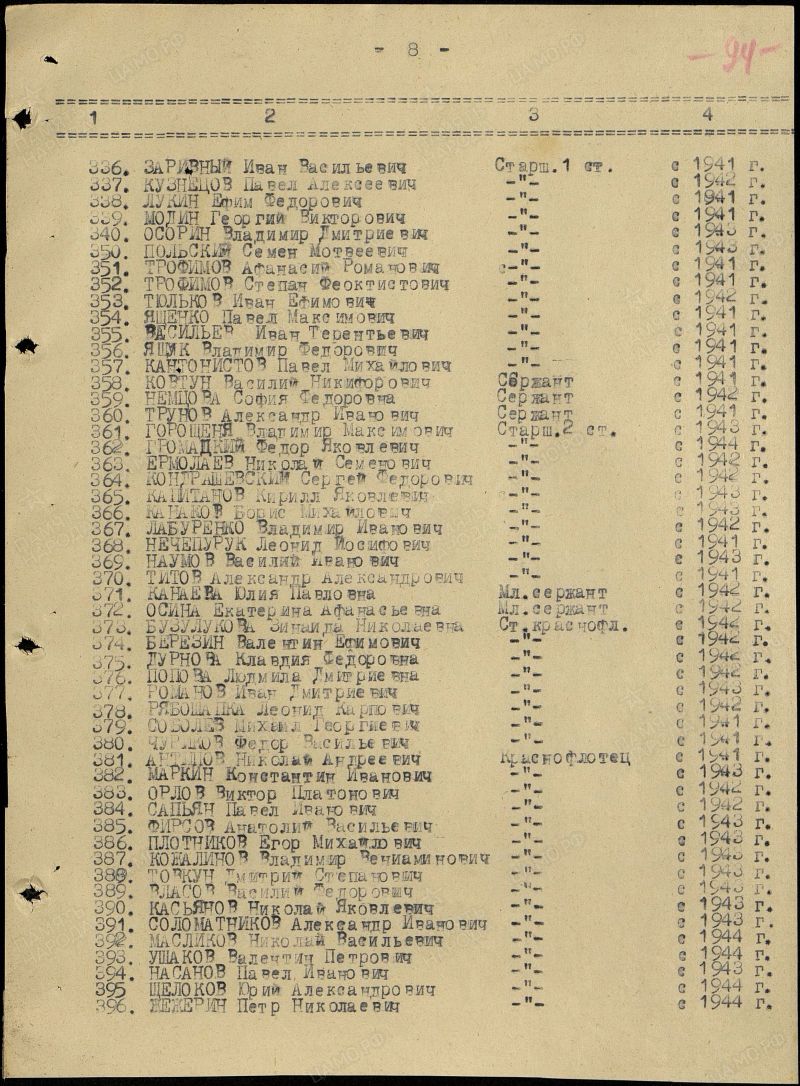 - 8 -
- 94 -
1 2 3 4
336. ЗАРИВНЫЙ Иван Васильевич Старш.1 ст. с 1941 г.
337. КУЗНЕЦОВ Павел Алексеевич -"- с 1942 г.
338. ЛУКИН Ефим Федорович -"- с 1941 г.
339. МОДИН Георгий Викторович -"- с 1941 г.
340. ОСОРИН Владимир Дмитриевич -"- с 1943 г.
350. ПОЛЬСКИЙ Семен Мотвеевич -"- с 1943 г.
351. ТРОФИМОВ Афанасий Романович -"- с 1941 г.
352. ТРОФИМОВ Степан Феоктистович -"- с 1941 г.
353. ТЮЛЬКОВ Иван Ефимович -"- с 1942 г.
354. ЯЩЕНКО Павел Максимович -"- с 1941 г.
355. ВАСИЛЬЕВ Иван Терентьевич -"- с 1941 г.
356. ЯЩУК Владимир Федорович -"- с 1941 г.
357. КАНТОНИСТОВ Павел Михайлович -"- с 1941 г.
358. КОВТУН Василий Никифорович Сержант с 1941 г.
359. НЕМЦОВА София Федоровна Сержант с 1942 г.
360. ТРУНОВ Александр Иванович Сержант с 1941 г.
361. ГОРОЩЕНЯ Владимир Максимович Старш.2 ст. с 1943 г.
362. ГРОМАДКИЙ Федор Яковлевич -"- с 1944 г.
363. ЕРМОЛАЕВ Николай Семенович -"- с 1942 г.
364. КОНДРАШЕВСКИЙ Сергей Федорович -"- с 1942 г.
365. КАПИТАНОВ Кирилл Яковлевич -"- с 1943 г.
366. КАНАКОВ Борис Михайлович -"- с 1943 г.
367. ЛАБУРЕНКО Владимир Иванович -"- с 1942 г.
368. НЕЧЕПУРУК Леонид Иосифович -"- с 1941 г.
369. НАУМОВ Василий Иванович -"- с 1943 г.
370. ТИТОВ Александр Александрович -"- с 1941 г.
371. КАНАЕВА Юлия Павловна Мл.сержант с 1942 г.
372. ОСИНА Екатерина Афанасьевна Мл.сержант с 1942 г.
373. БУЗУЛУКОВА Зинаида Николаевна Ст.краснофл. с 1942 г.
374. БЕРЕЗИН Валентин Ефимович -"- с 1942 г.
375. ДУРНОВА Клавдия Федоровна -"- с 1942 г.
376. ПОПОВА Людмила Дмитриевна -"- с 1942 г.
377. РОМАНОВ Иван Дмитриевич -"- с 1943 г.
378. РЯБОШАПКА Леонид Карпович -"- с 1942 г.
379. СОБОЛЕВ Михаил Георгиевич -"- с 1941 г.
380. ЧУРИКОВ Федор Васильевич -"- с 1941 г.
381. Николай Андреевич Краснофлотец с 1941 г.
382. МАРКИН Константин Иванович -"- с 1943 г.
383. ОРЛОВ Виктор Платонович -"- с 1942 г.
384. САПЬЯН Павел Иванович -"- с 1942 г.
385. ФИРСОВ Анатолий Васильевич -"- с 1943 г.
386. ПЛОТНИКОВ Егор Михайлович -"- с 1943 г.
387. КОЖАЛИНОВ Владимир Вениаминович -"- с 1943 г.
388. ТОВКУН Дмитрий Степанович -"- с 1943 г.
389. ВЛАСОВ Василий Федорович -"- с 1943 г.
390. КАСЬЯНОВ Николай Яковлевич -"- с 1943 г.
391. СОЛОМАТНИКОВ Александр Иванович -"- с 1943 г.
392. МАСЛИКОВ Николай Васильевич -"- с 1944 г.
393. УШАКОВ Валентин Петрович -"- с 1944 г.
394. НАСАНОВ Павел Иванович -"- с 1943 г.
395 ЩЕЛОКОВ Юрий Александрович -"- с 1944 г.
396. ЖЕЖЕРИН Петр Николаевич -"- с 1944 г.